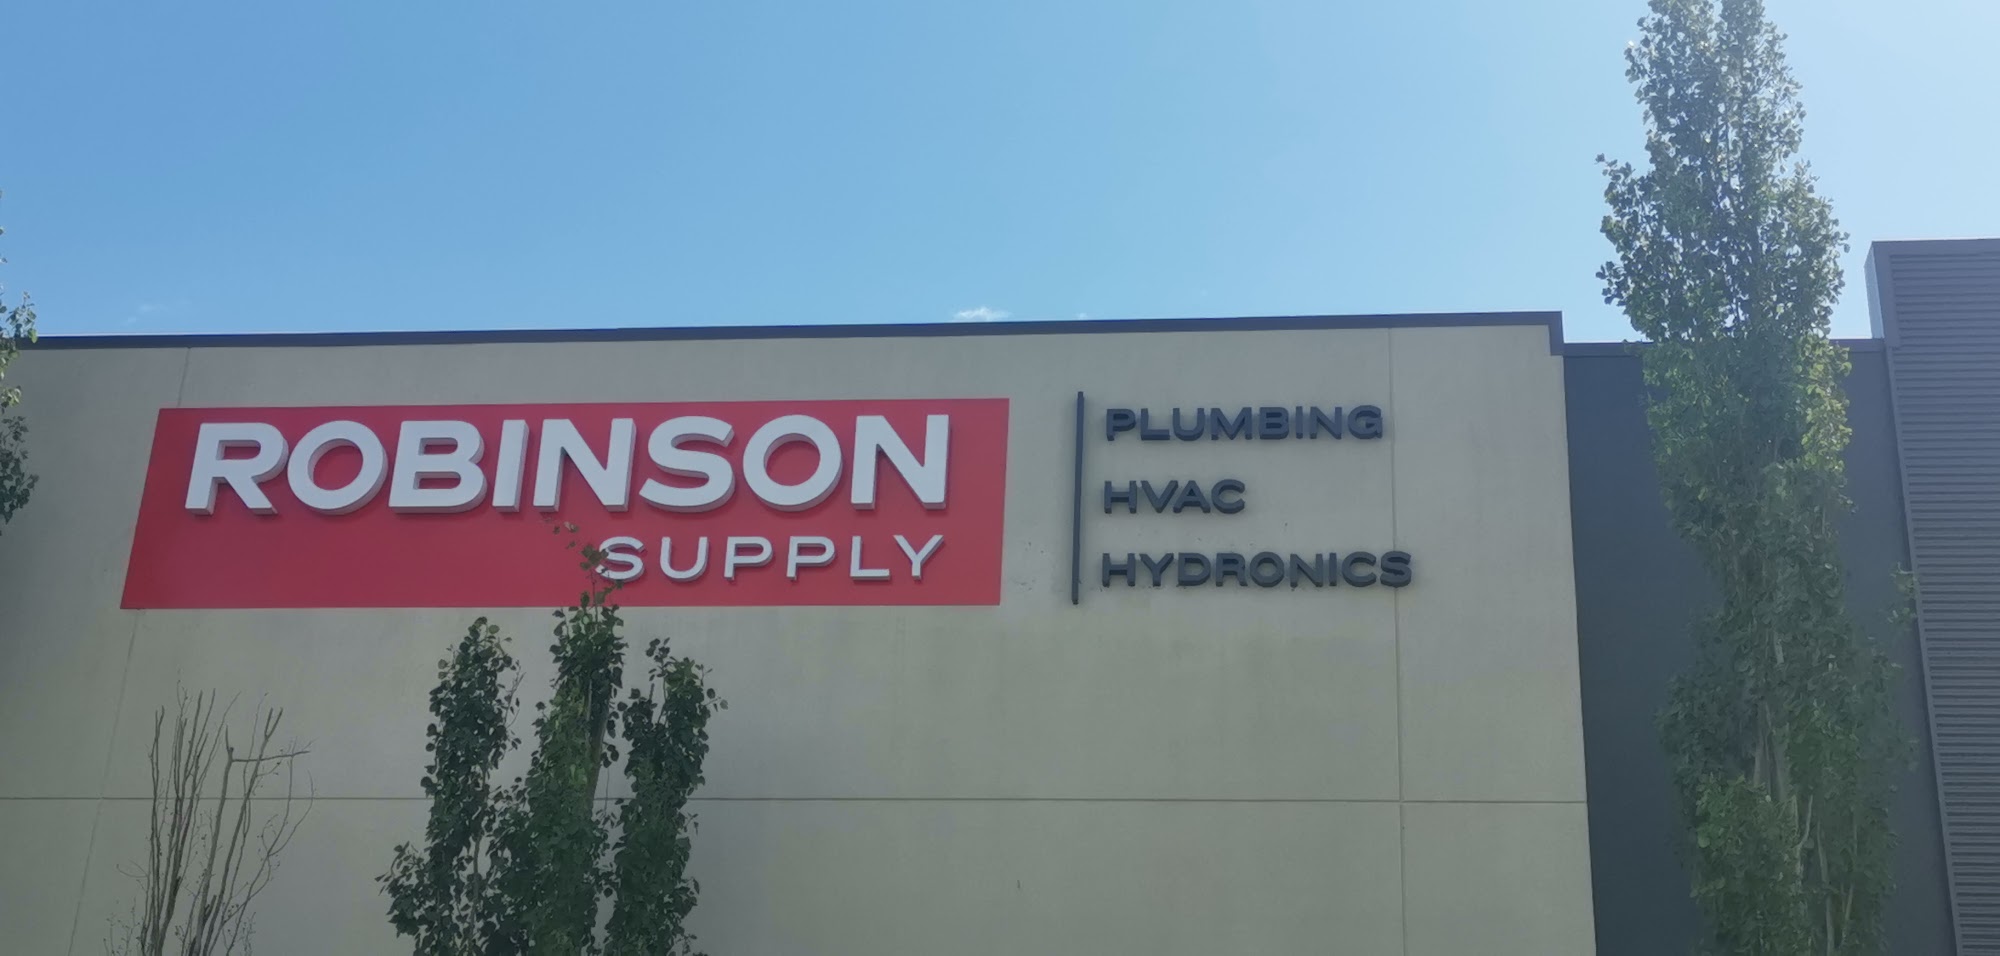 ROBINSON
SUPPLY
PLUMBING
HVAC
HYDRONICS